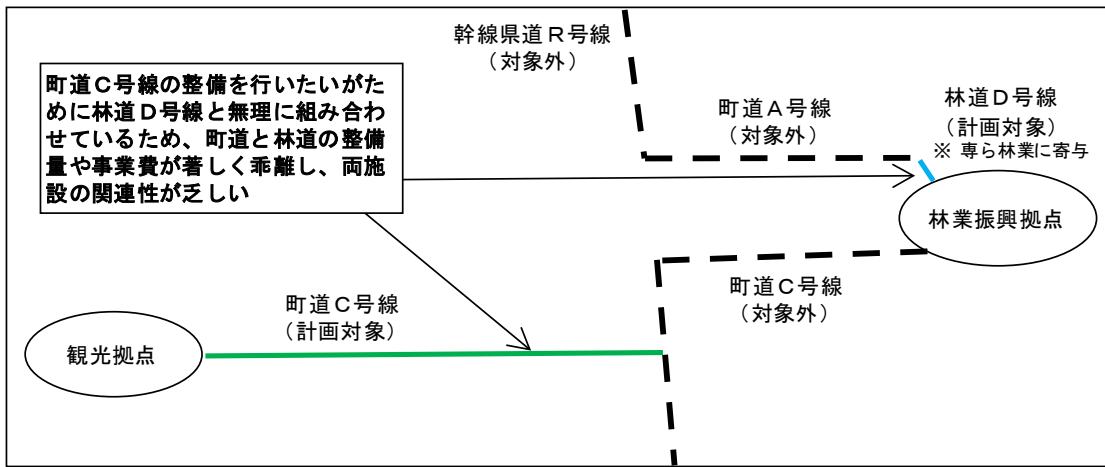 幹線県道R号線
（対象外）
町道C号線の整備を行いたいがた
めに林道D号線と無理に組み合わ
せているため、町道と林道の整備
量や事業費が著しく乖離し、両施
設の関連性が乏しい
町道A号線
（対象外）
林道D号線
（計画対象）
※ 専ら林業に寄与
林業振興拠点
町道C号線
（対象外）
町道C号線
（計画対象）
観光拠点